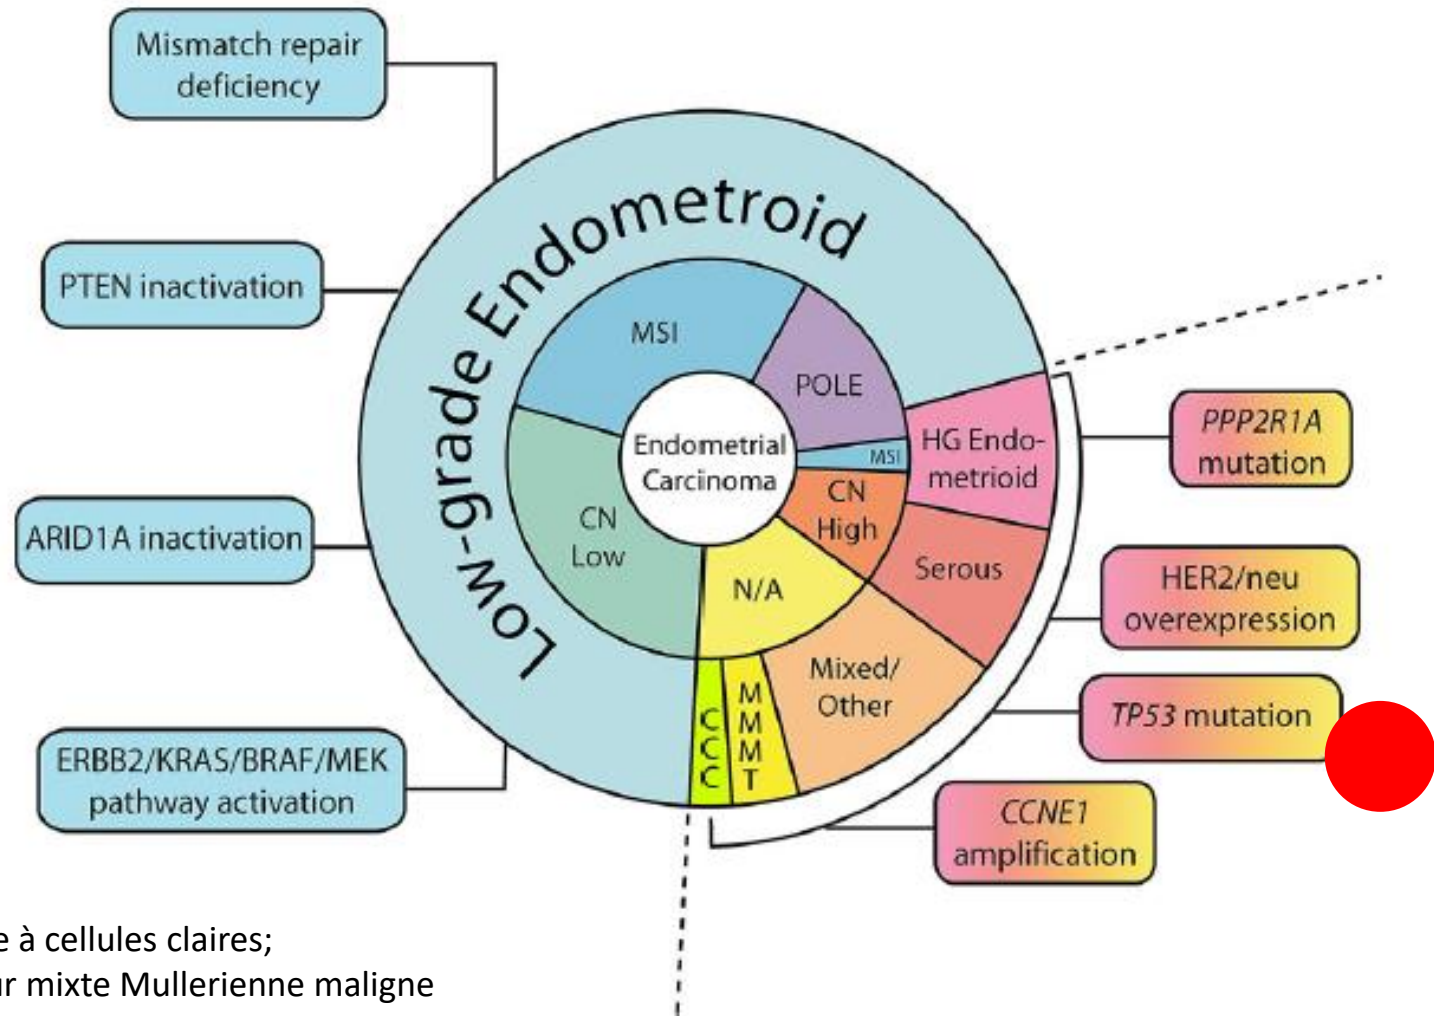 Mismatch repair
deficiency
PTEN inactivation
ARID1A inactivation
ERBB2/KRAS/BRAF/MEK
pathway activation
Low-grade Endometroid
MSI
POLE
MSI
CN
High
N/A
CN
Low
Endometrial
Carcinoma
HG Endo-
metrioid
Serous
Mixed/
Other
MMMT
CCC
PPP2R1A
mutation
HER2/neu
overexpression
TP53 mutation
CCNE1
amplification
à cellules claires;
mixte Mullerienne maligne